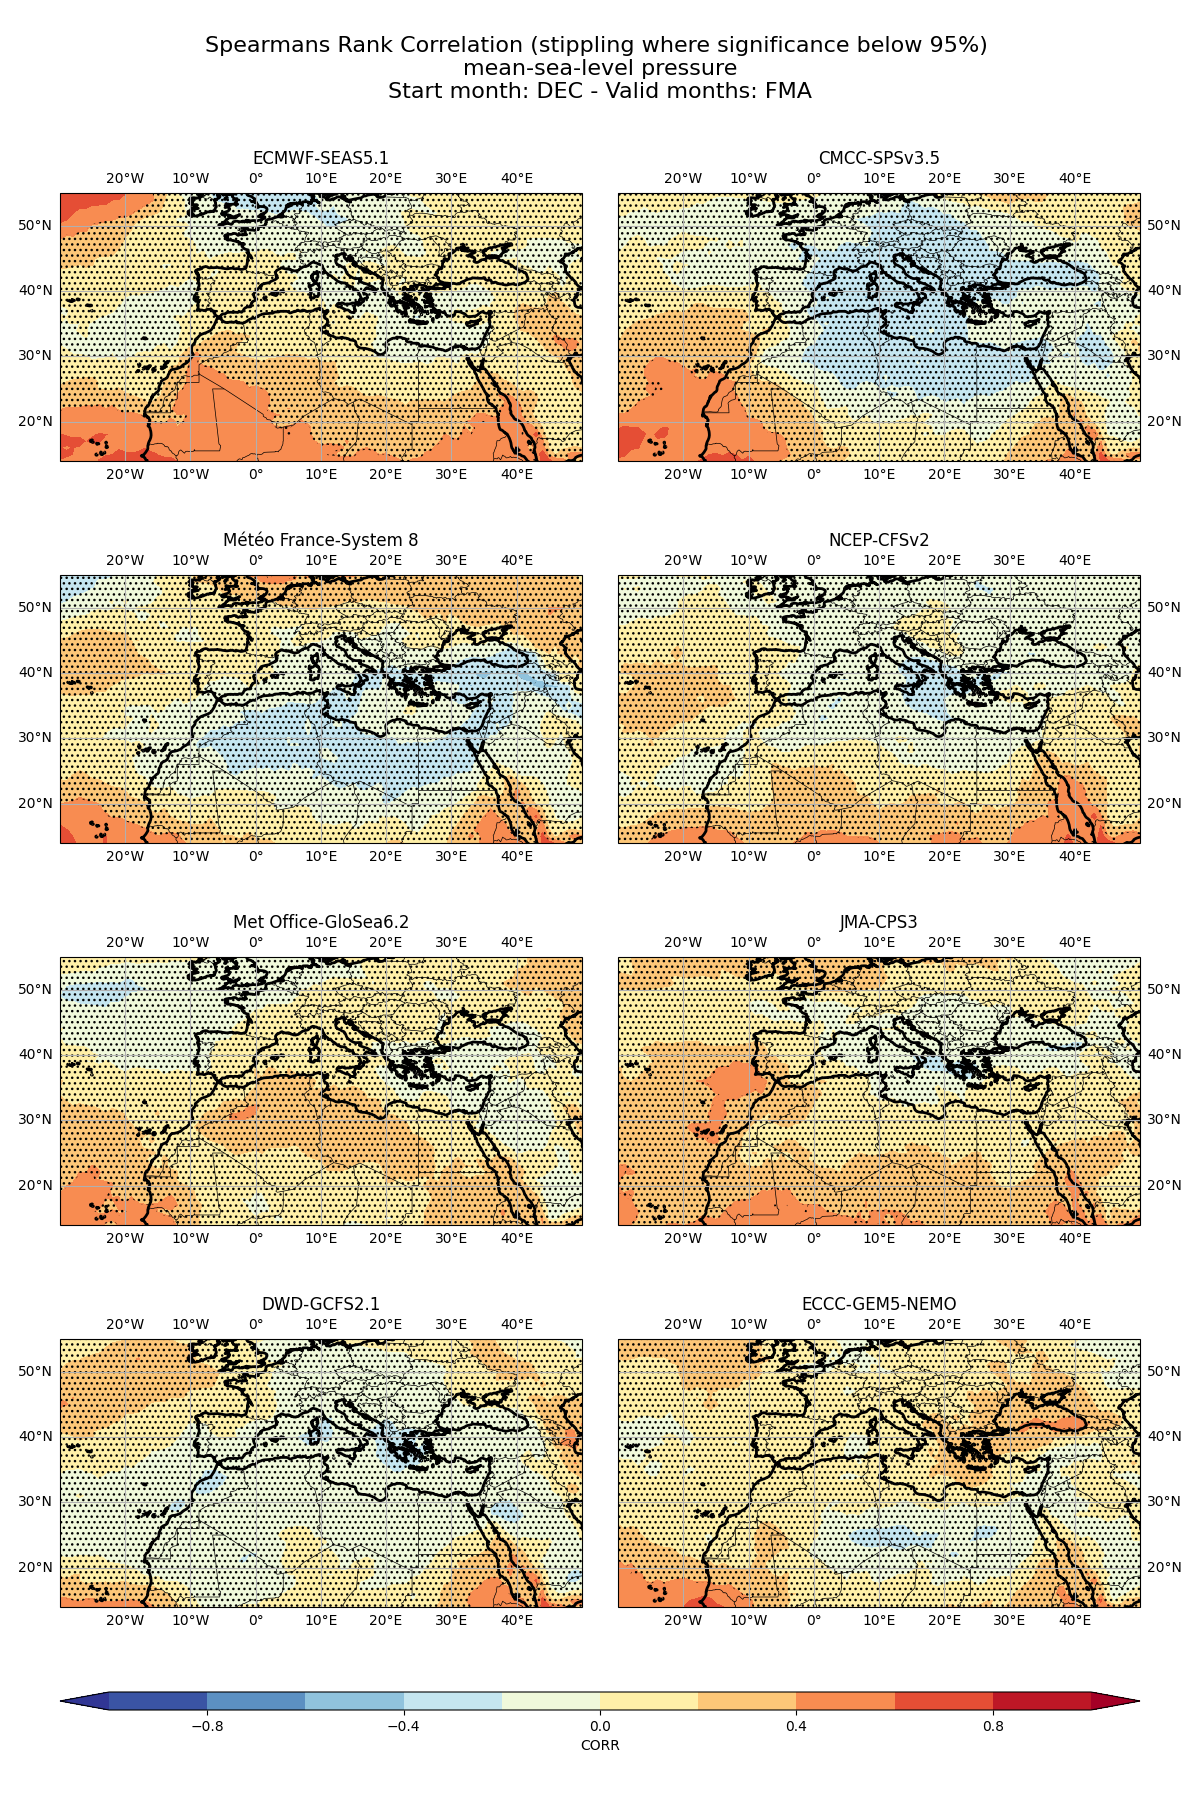 Spearmans Rank Correlation (stippling where significance below 95%)
mean-sea-level pressure
Start month: DEC - Valid months: FMA
ECMWF-SEAS5.1 CMCC-SPSv3.5
20°W 10°W 0° 10°E 20°E 30°E 40°E 20°W 10°W 0° 10°E 20°E 30°E 40°E
50°N 50°N
40°N 40°N
30°N 30°N
20°N 20°N
20°W 10°W 0° 10°E 20°E 30°E 40°E 20°W 10°W 0° 10°E 20°E 30°E 40°E
Météo France-System 8 NCEP-CFSv2
20°W 10°W 0° 10°E 20°E 30°E 40°E 20°W 10°W 0° 10°E 20°E 30°E 40°E
50°N 50°N
40°N 40°N
30°N 30°N
20°N 20°N
20°W 10°W 0° 10°E 20°E 30°E 40°E 20°W 10°W 0° 10°E 20°E 30°E 40°E
Met Office-GloSea6.2 JMA-CPS3
20°W 10°W 0° 10°E 20°E 30°E 40°E 20°W 10°W 0° 10°E 20°E 30°E 40°E
50°N 50°N
40°N 40°N
30°N 30°N
20°N 20°N
20°W 10°W 0° 10°E 20°E 30°E 40°E 20°W 10°W 0° 10°E 20°E 30°E 40°E
DWD-GCFS2.1 ECCC-GEM5-NEMO
20°W 10°W 0° 10°E 20°E 30°E 40°E 20°W 10°W 0° 10°E 20°E 30°E 40°E
50°N 50°N
40°N 40°N
30°N 30°N
20°N 20°N
20°W 10°W 0° 10°E 20°E 30°E 40°E 20°W 10°W 0° 10°E 20°E 30°E 40°E
−0.8 −0.4 0.0 0.4 0.8
CORR